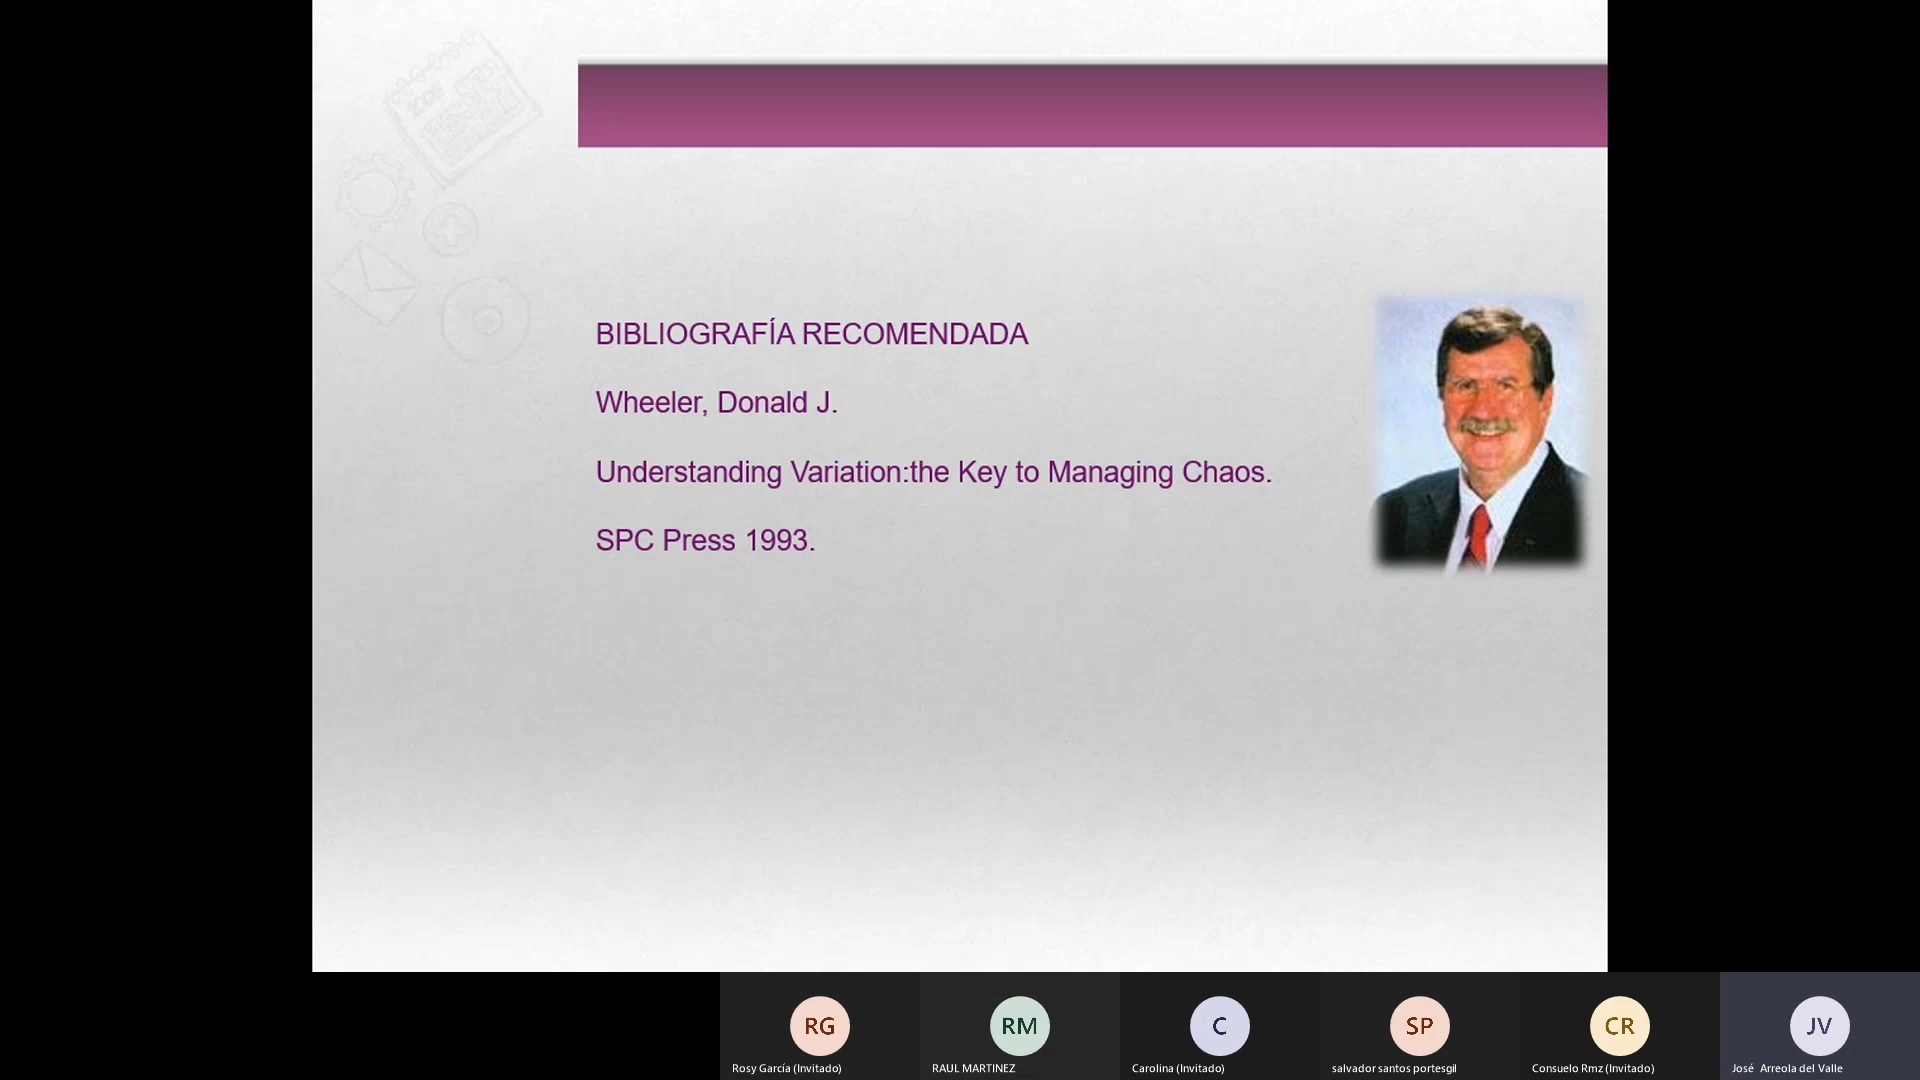 BIBLIOGRAFÍA RECOMENDADA
Wheeler, Donald J.
Understanding Variation:the Key to Managing Chaos.
SPC Press 1993.
RG
RM
C
SP
CR
JV
Rosy García (Invitado)
RAUL MARTINEZ
Carolina (Invitado)
salvador santos portesgil
Consuelo Rmz (Invitado)
José Arreola del Valle